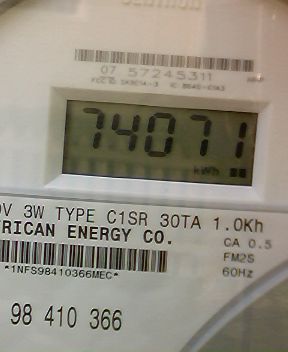 07 57245311
74071
kWh
V 3W TYPE C1SR 30TA 1.0Kh
RICAN ENERGY CO.
CA 0.5
FM2S
60Hz
*1NFS98410366MEC*
98 410 366